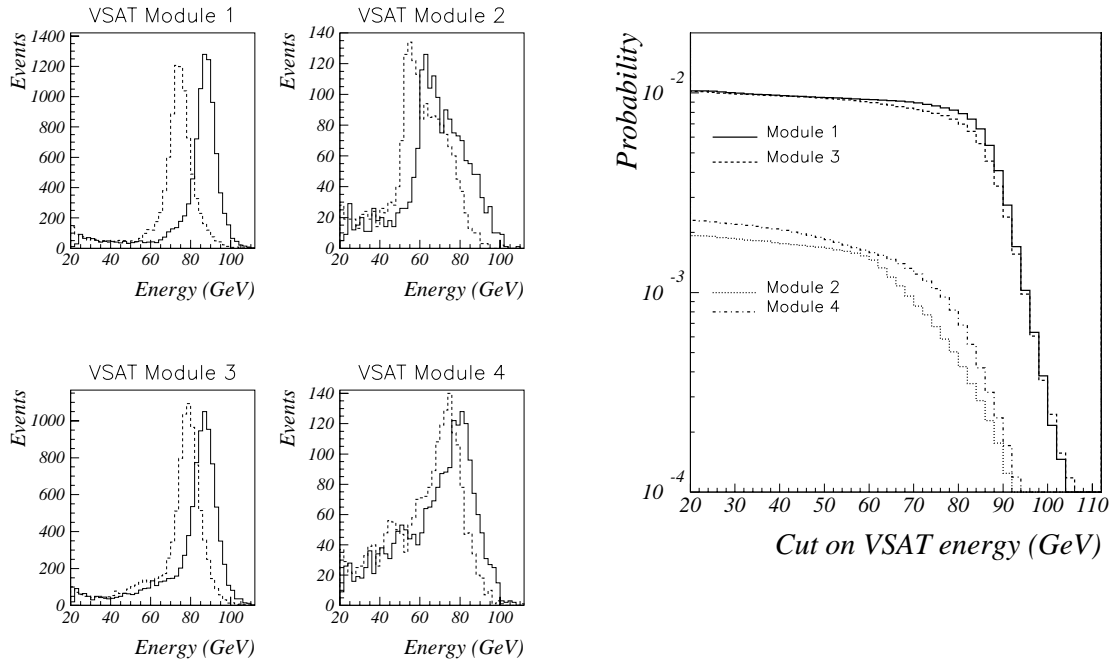 VSAT Module 1
Events
1400
1200
1000
800
600
400
200
0
20 40 60 80 100
Energy (GeV)
VSAT Module 2
Events
140
120
100
80
60
40
20
0
20 40 60 80 100
Energy (GeV)
VSAT Module 3
Events
1000
800
600
400
200
0
20 40 60 80 100
Energy (GeV)
VSAT Module 4
Events
140
120
100
80
60
40
20
0
20 40 60 80 100
Energy (GeV)
Probability
10 -2
10 -3
10 -4
Module 1
Module 3
Module 2
Module 4
20 30 40 50 60 70 80 90 100 110
Cut on VSAT energy (GeV)